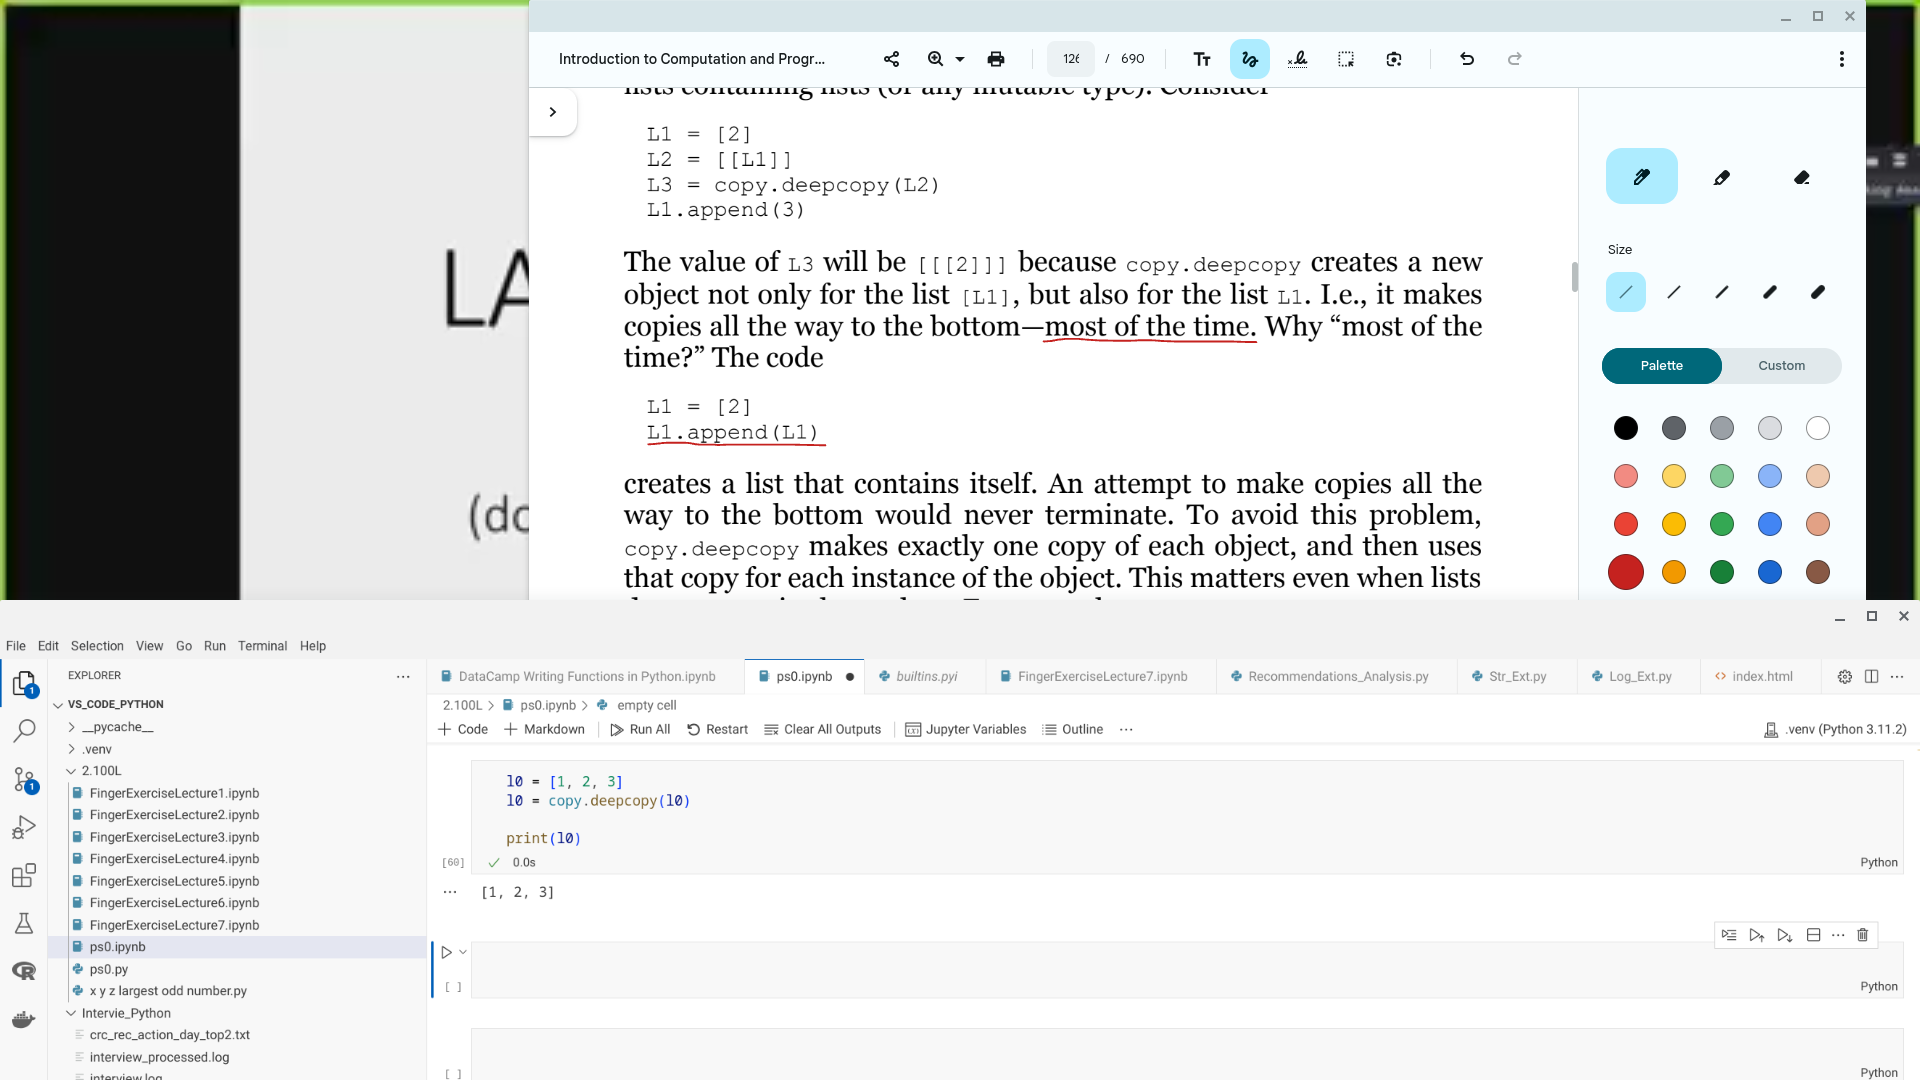 Introduction to Computation and Progr...
/ 690
lists containing lists (or any mutable type). Consider
L1 = [2]
L2 = [[L1]]
L3 = copy.deepcopy(L2)
L1.append(3)
The value of L3 will be [[[2]]] because copy.deepcopy creates a new
object not only for the list [L1], but also for the list L1. I.e., it makes
copies all the way to the bottom—most of the time. Why “most of the
time?” The code
L1 = [2]
L1.append(L1)
creates a list that contains itself. An attempt to make copies all the
way to the bottom would never terminate. To avoid this problem,
copy.deepcopy makes exactly one copy of each object, and then uses
that copy for each instance of the object. This matters even when lists
Size
Palette
Custom
LA
(do
File Edit Selection View Go Run Terminal Help
EXPLORER
VS_CODE_PYTHON
__pycache__
.venv
2.100L
FingerExerciseLecture1.ipynb
FingerExerciseLecture2.ipynb
FingerExerciseLecture3.ipynb
FingerExerciseLecture4.ipynb
FingerExerciseLecture5.ipynb
FingerExerciseLecture6.ipynb
FingerExerciseLecture7.ipynb
ps0.ipynb
ps0.py
x y z largest odd number.py
Intervie_Python
crc_rec_action_day_top2.txt
interview_processed.log
interview.log
DataCamp Writing Functions in Python.ipynb
ps0.ipynb
builtins.pyi
FingerExerciseLecture7.ipynb
Recommendations_Analysis.py
Str_Ext.py
Log_Ext.py
index.html
2.100L > ps0.ipynb > empty cell
+ Code + Markdown Run All Restart Clear All Outputs Jupyter Variables Outline ...
.venv (Python 3.11.2)
l0 = [1, 2, 3]
l0 = copy.deepcopy(l0)
print(l0)
[60] 0.0s Python
... [1, 2, 3]
[ ] Python
[ ] Python
1
1